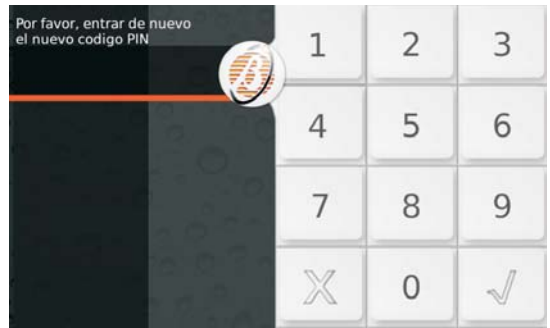 Por favor, entrar de nuevo
el nuevo codigo PIN
B
1 2 3
4 5 6
7 8 9
X 0 √